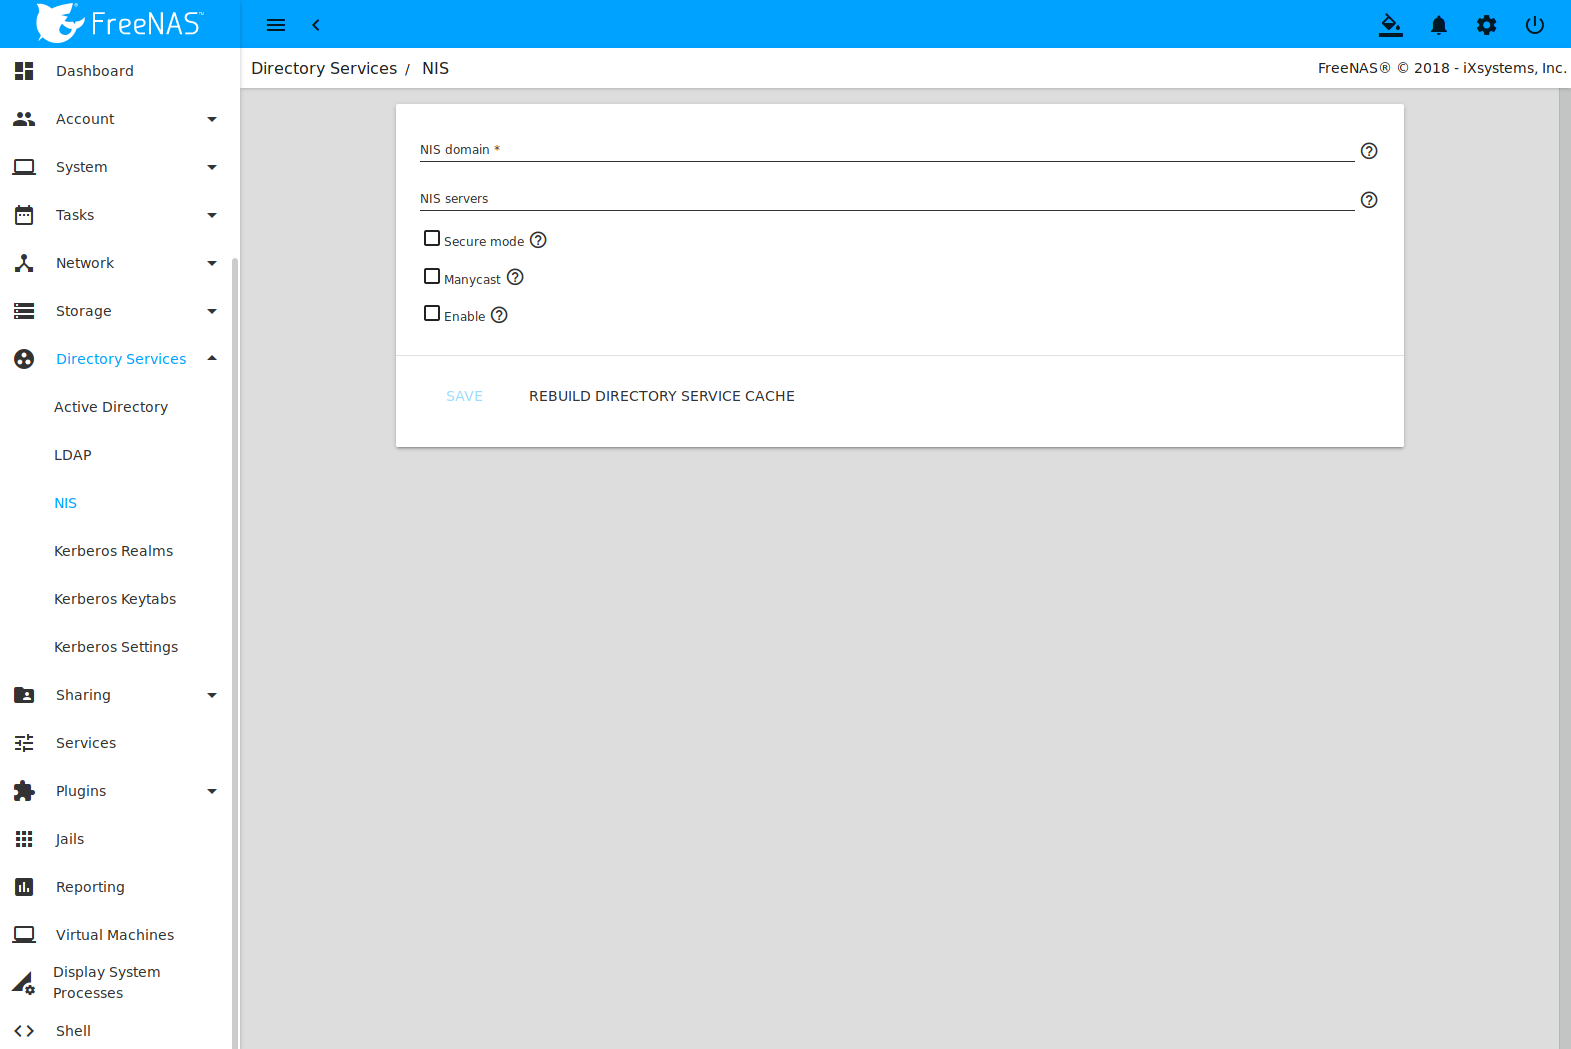 FreeNAS™
Directory Services / NIS
FreeNAS® © 2018 - iXsystems, Inc.
Dashboard
Account
System
Tasks
Network
Storage
Directory Services
Active Directory
LDAP
NIS
Kerberos Realms
Kerberos Keytabs
Kerberos Settings
Sharing
Services
Plugins
Jails
Reporting
Virtual Machines
Display System
Processes
Shell
NIS domain *
NIS servers
Secure mode
Manycast
Enable
SAVE REBUILD DIRECTORY SERVICE CACHE